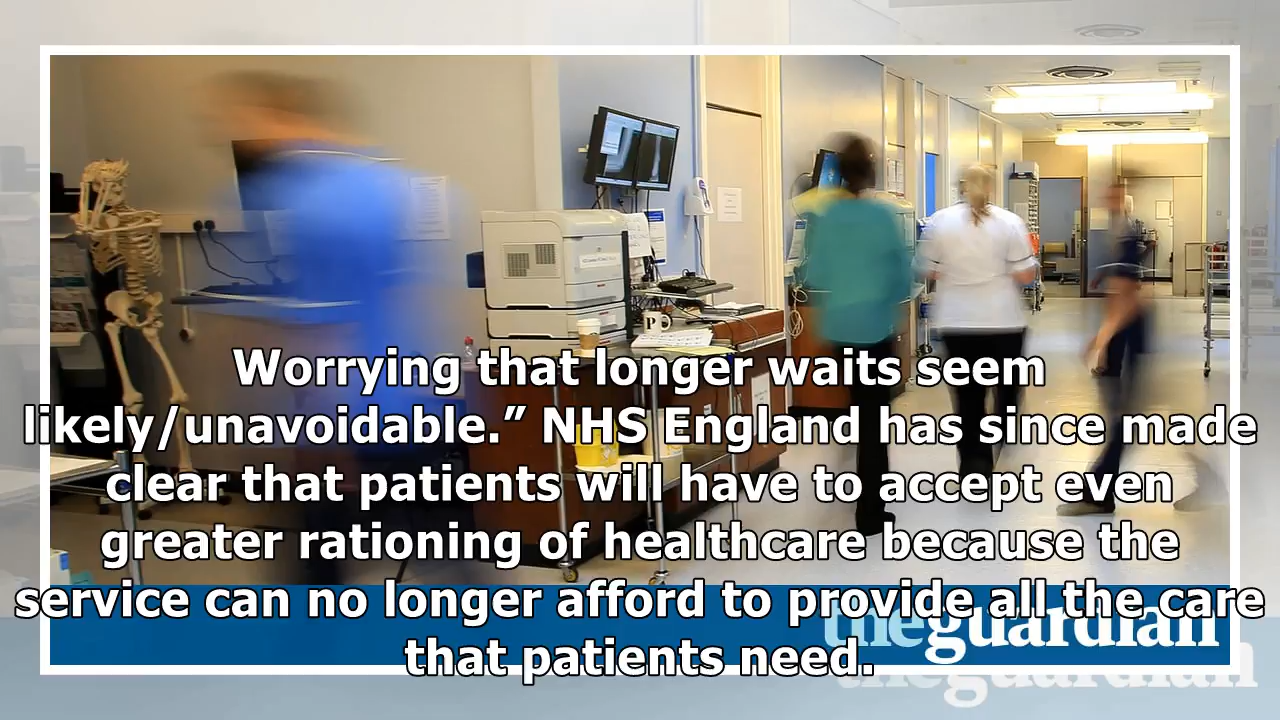 Worrying that longer waits seem
likely/unavoidable.” NHS England has since made
clear that patients will have to accept even
greater rationing of healthcare because the
service can no longer afford to provide all the care
that patients need.
theguardian
theguardian
P